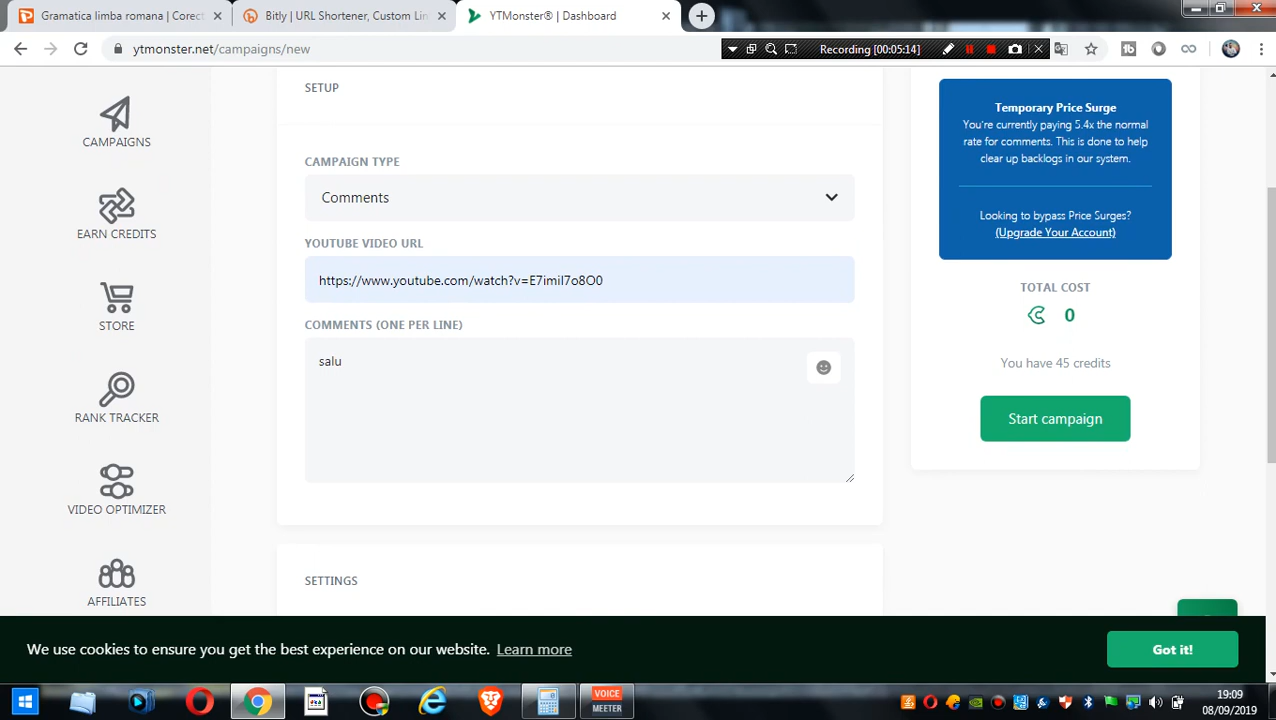 Gramatica limba romana | Corect
Bitly | URL Shortener, Custom Lin
YTMonster® | Dashboard
ytmonster.net/campaigns/new
Recording [00:05:14]
CAMPAIGNS
EARN CREDITS
STORE
RANK TRACKER
VIDEO OPTIMIZER
AFFILIATES
SETUP
CAMPAIGN TYPE
Comments
YOUTUBE VIDEO URL
https://www.youtube.com/watch?v=E7imil7o8O0
COMMENTS (ONE PER LINE)
salu
SETTINGS
Temporary Price Surge
You're currently paying 5.4x the normal
rate for comments. This is done to help
clear up backlogs in our system.
Looking to bypass Price Surges?
(Upgrade Your Account)
TOTAL COST
0
You have 45 credits
Start campaign
We use cookies to ensure you get the best experience on our website. Learn more
Got it!
VOICE
MEETER
19:09
08/09/2019